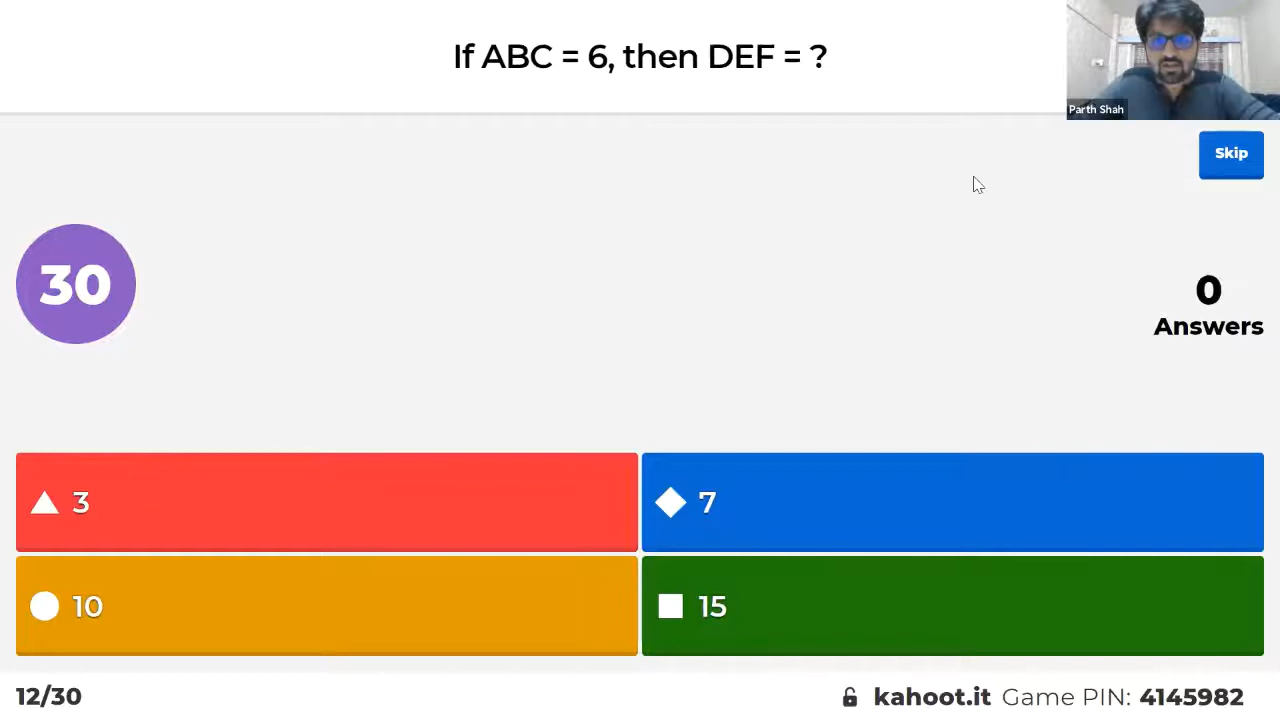 If ABC = 6, then DEF = ?
Parth Shah
Skip
30
0
Answers
3
7
10
15
12/30
kahoot.it Game PIN: 4145982